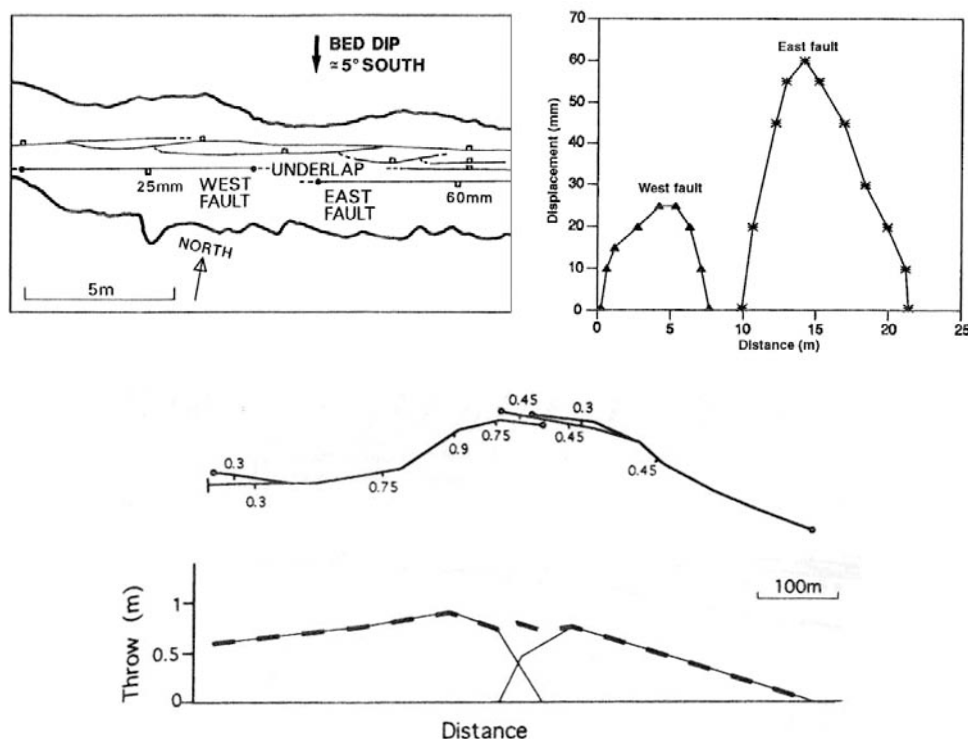 BED DIP
≃ 5° SOUTH
UNDERLAP
25mm
WEST
FAULT
EAST
FAULT
60mm
NORTH
5m
70
60
50
40
30
20
10
0
Displacement (mm)
East fault
West fault
0
5
10
15
20
25
Distance (m)
0.45
0.3
0.3
0.75
0.45
0.9
0.3
0.75
0.45
100m
1
0.5
0
Throw (m)
Distance